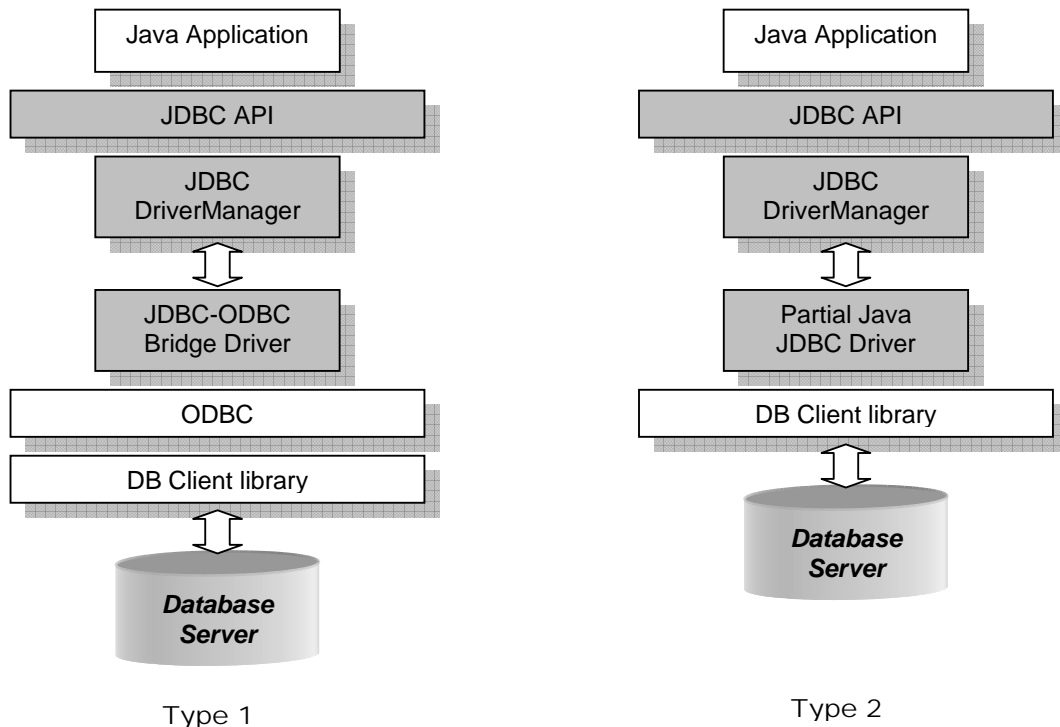 Java Application
JDBC API
JDBC
DriverManager
JDBC-ODBC
Bridge Driver
ODBC
DB Client library
Database
Server
Type 1
Java Application
JDBC API
JDBC
DriverManager
Partial Java
JDBC Driver
DB Client library
Database
Server
Type 2